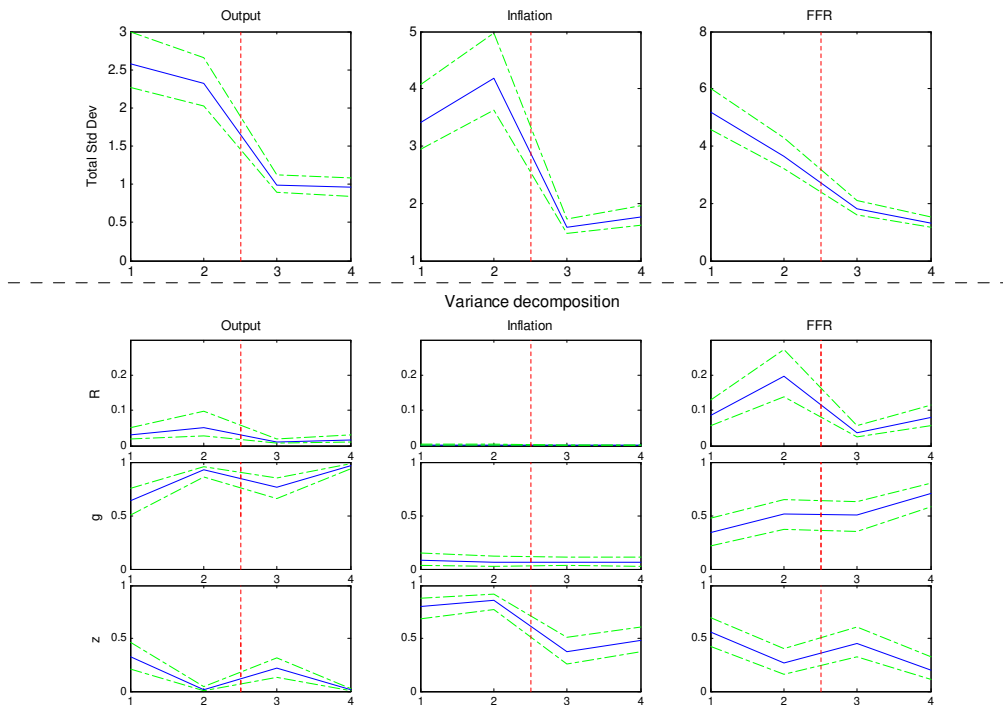 Output Inflation FFR
3 5 8
2.5
4 6
2
Total Std Dev
1.5 3 4
1
2 2
0.5
0 1 0
1 2 3 4 1 2 3 4 1 2 3 4
Variance decomposition
Output Inflation FFR
0.2 0.2 0.2
R
0.1 0.1 0.1
0 0 0
1 2 3 4 1 2 3 4 1 2 3 4
1 1 1
g
0.5 0.5 0.5
0 0 0
1 2 3 4 1 2 3 4 1 2 3 4
1 1 1
z
0.5 0.5 0.5
0 0 0
1 2 3 4 1 2 3 4 1 2 3 4